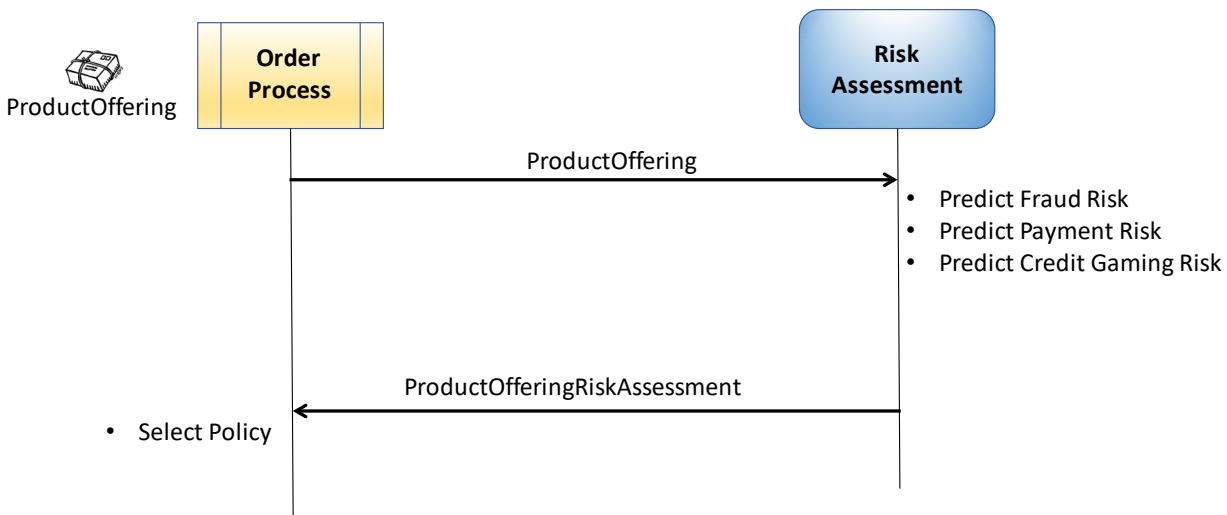 Order
Process
Risk
Assessment
ProductOffering
ProductOffering
• Predict Fraud Risk
• Predict Payment Risk
• Predict Credit Gaming Risk
ProductOfferingRiskAssessment
• Select Policy